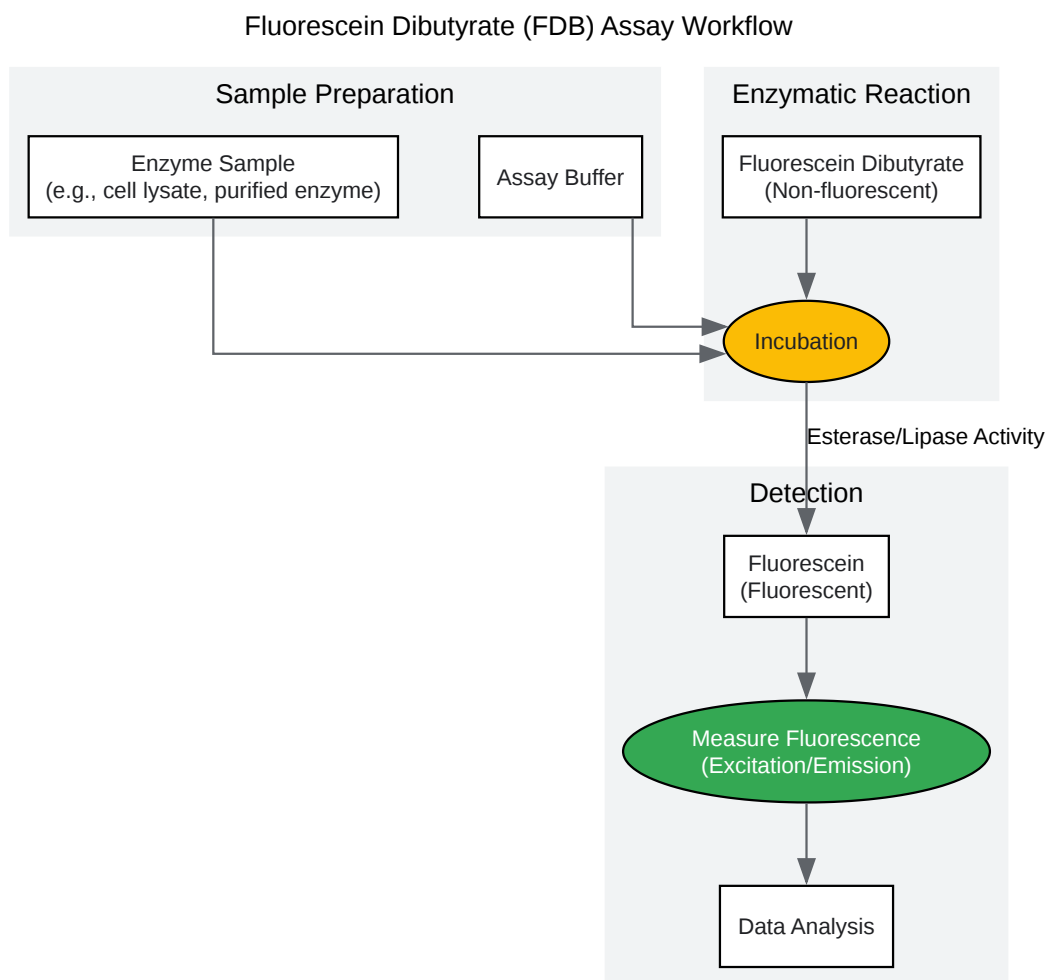 Fluorescein Dibutyrate (FDB) Assay Workflow
Sample Preparation
Enzymatic Reaction
Enzyme Sample
(e.g., cell lysate, purified enzyme)
Assay Buffer
Fluorescein Dibutyrate
(Non-fluorescent)
Incubation
Esterase/Lipase Activity
Detection
Fluorescein
(Fluorescent)
Measure Fluorescence
(Excitation/Emission)
Data Analysis